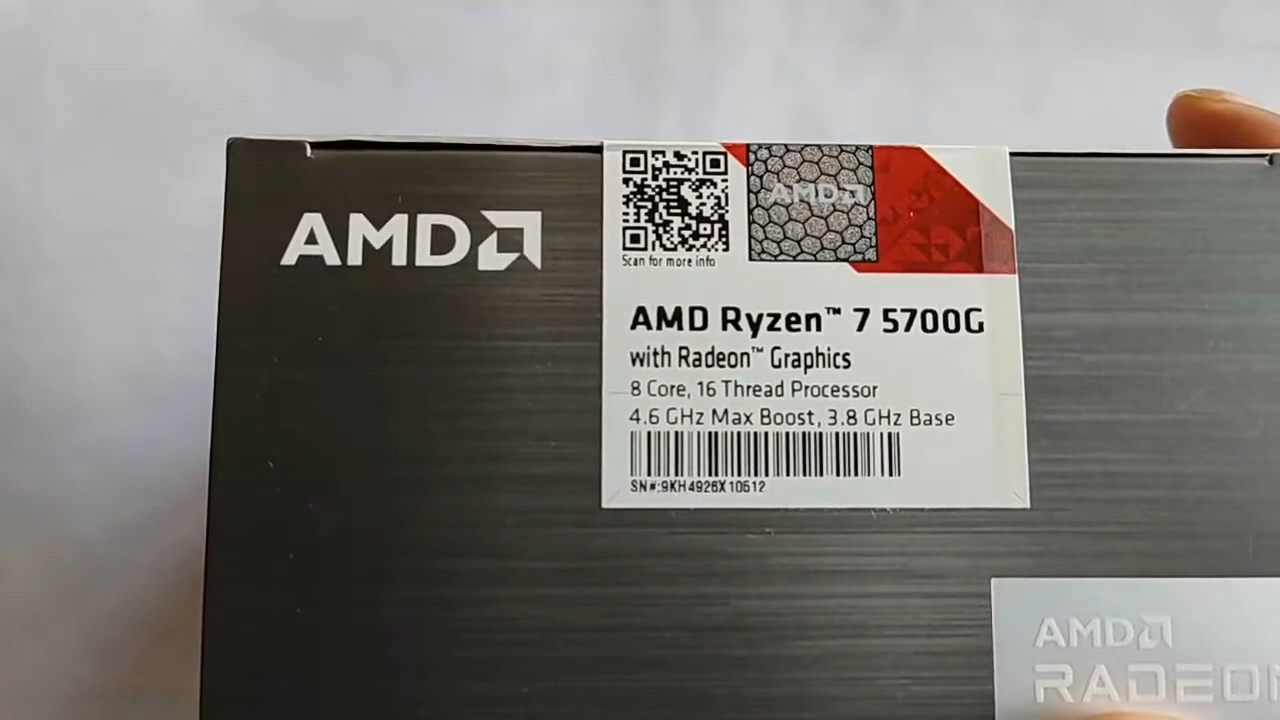 AMD
AMD
Scan for more info
AMD Ryzen™ 7 5700G
with Radeon™ Graphics
8 Core, 16 Thread Processor
4.6 GHz Max Boost, 3.8 GHz Base
SN#:9KH4926X10512
AMD
RADEON